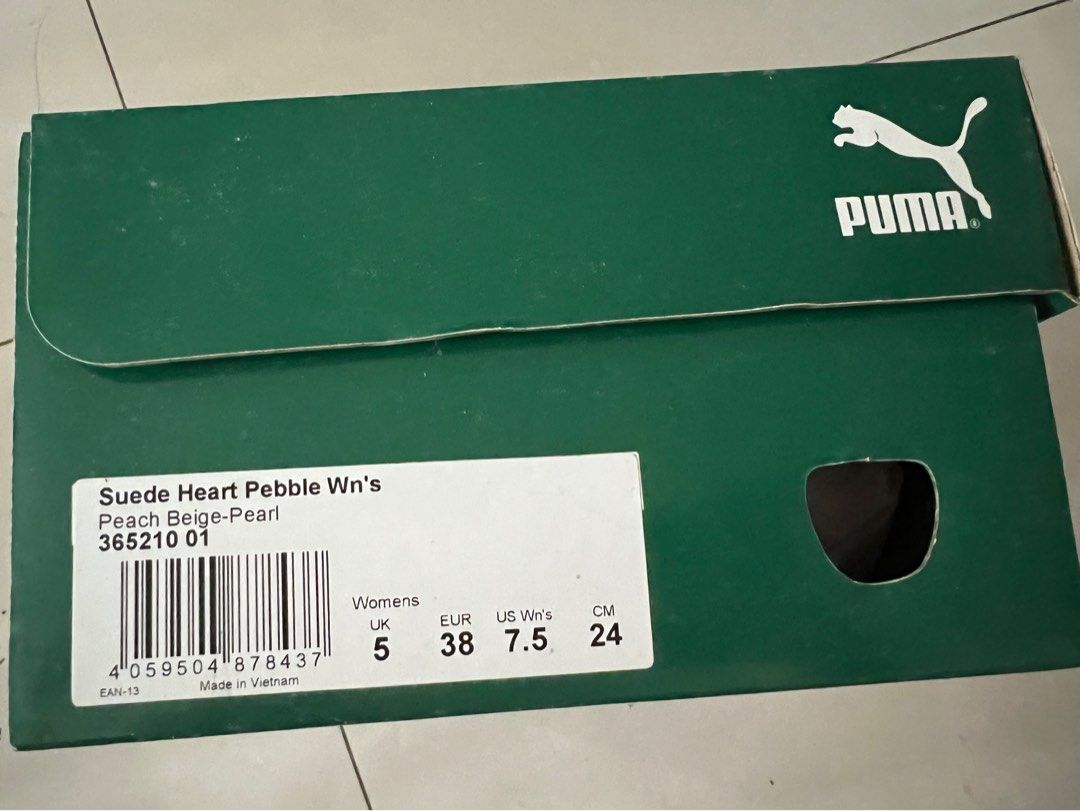 PUMA®
Suede Heart Pebble Wn's
Peach Beige-Pearl
365210 01
4 059504 878437
EAN-13
Made in Vietnam
Womens
UK EUR US Wn's CM
5 38 7.5 24